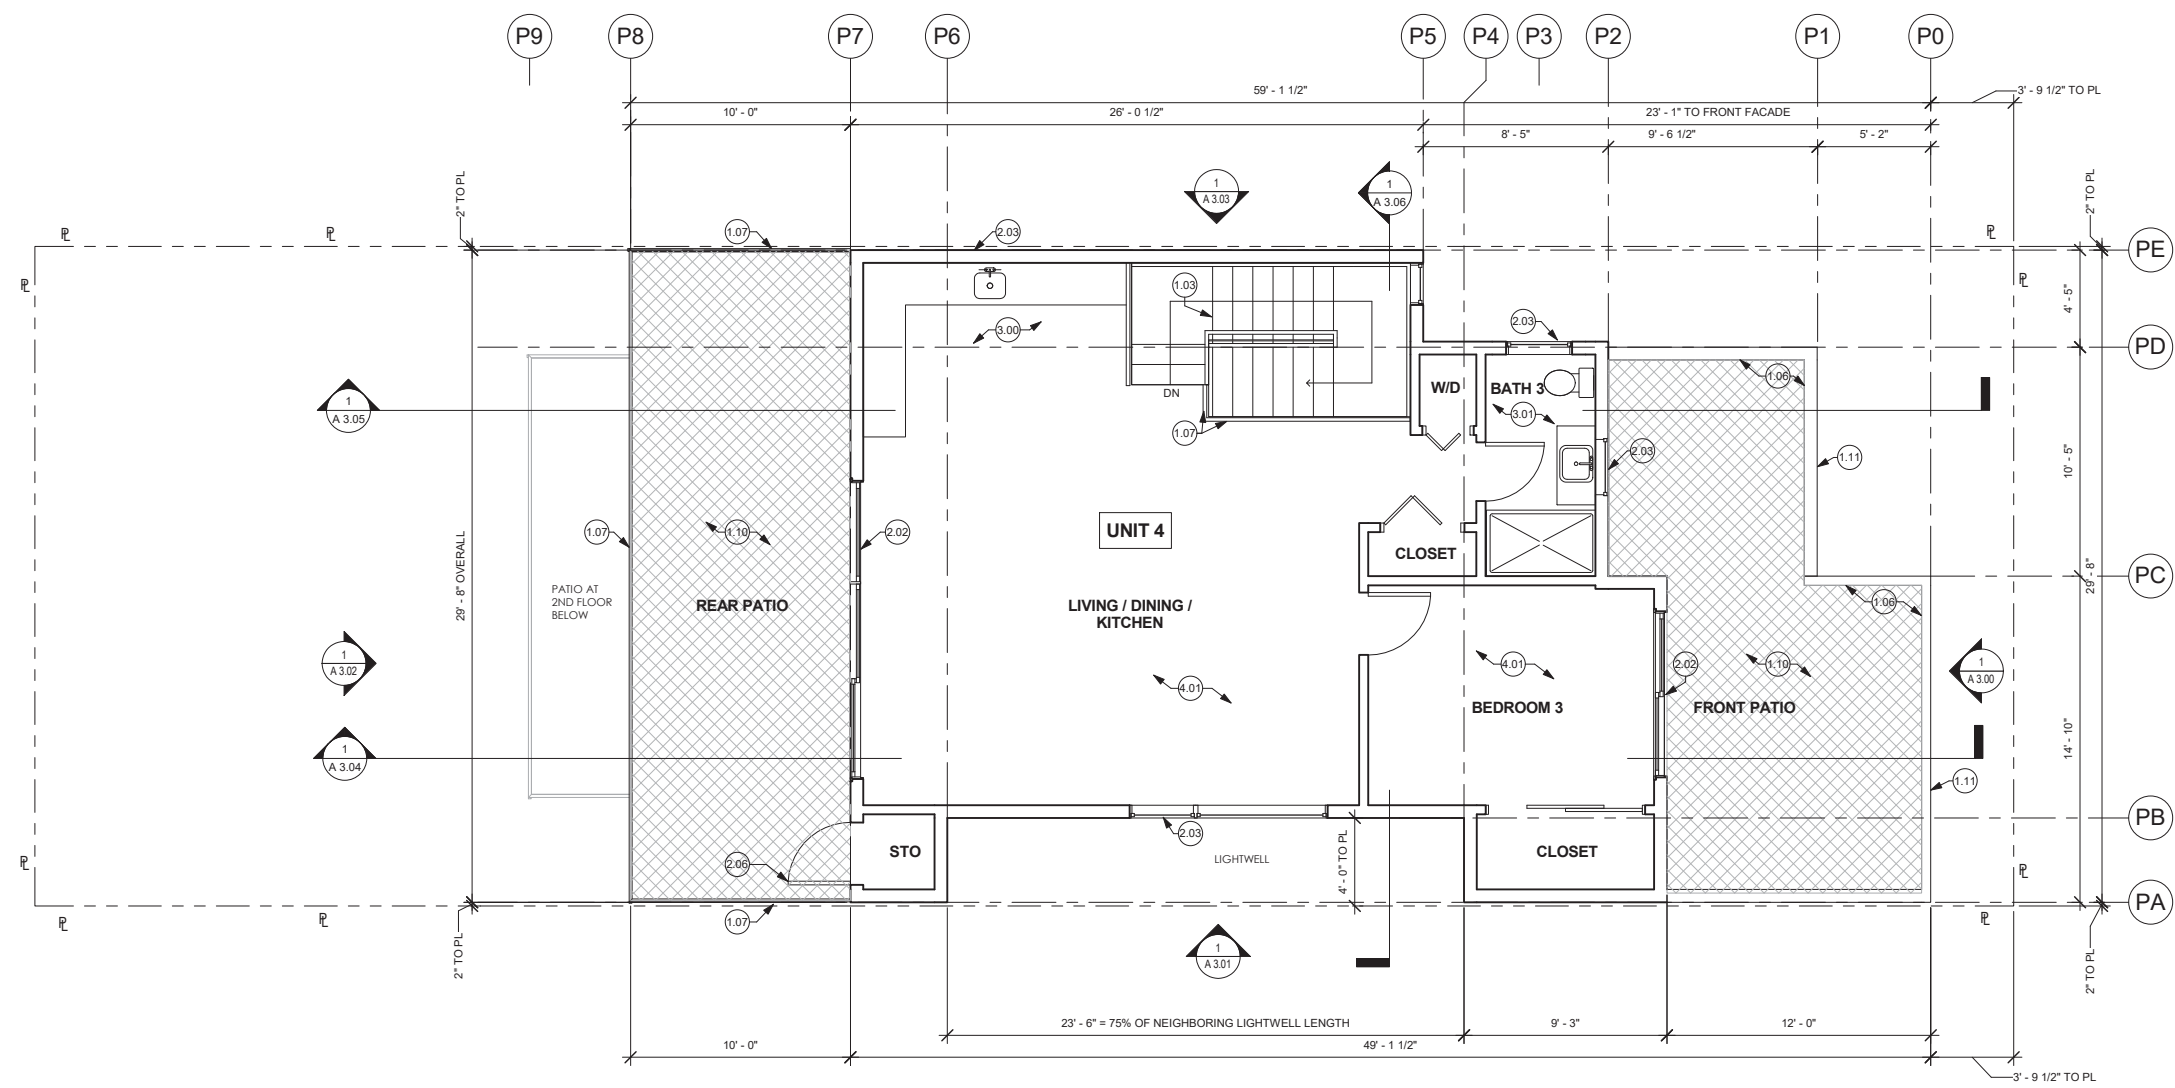 P9 P8 P7 P6 P5 P4 P3 P2 P1 P0
59' - 1 1/2"
3' - 9 1/2" TO PL
10' - 0"
26' - 0 1/2"
23' - 1" TO FRONT FACADE
8' - 5"
9' - 6 1/2"
5' - 2"
2" TO PL
1
A 3.03
1
A 3.06
2" TO PL
PL
PL
1.07
2.03
PL
PE
PL
PL
1.03
4' - 5"
3.00
2.03
PD
1.06
W/D
BATH 3
1
A 3.05
DN
3.01
1.07
2.03
1.11
10' - 5"
1.07
1.10
2.02
UNIT 4
CLOSET
29' - 8" OVERALL
PATIO AT
2ND FLOOR
BELOW
REAR PATIO
LIVING / DINING /
KITCHEN
1.06
29' - 8"
PC
1
A 3.02
4.01
4.01
2.02
1.10
1
A 3.00
BEDROOM 3
FRONT PATIO
14' - 10"
1
A 3.04
1.11
2.03
PB
STO
LIGHTWELL
CLOSET
2.06
4' - 0" TO PL
PL
PL
PA
1.07
PL
PL
PL
2" TO PL
1
A 3.01
2" TO PL
23' - 6" = 75% OF NEIGHBORING LIGHTWELL LENGTH
9' - 3"
12' - 0"
10' - 0"
49' - 1 1/2"
3' - 9 1/2" TO PL